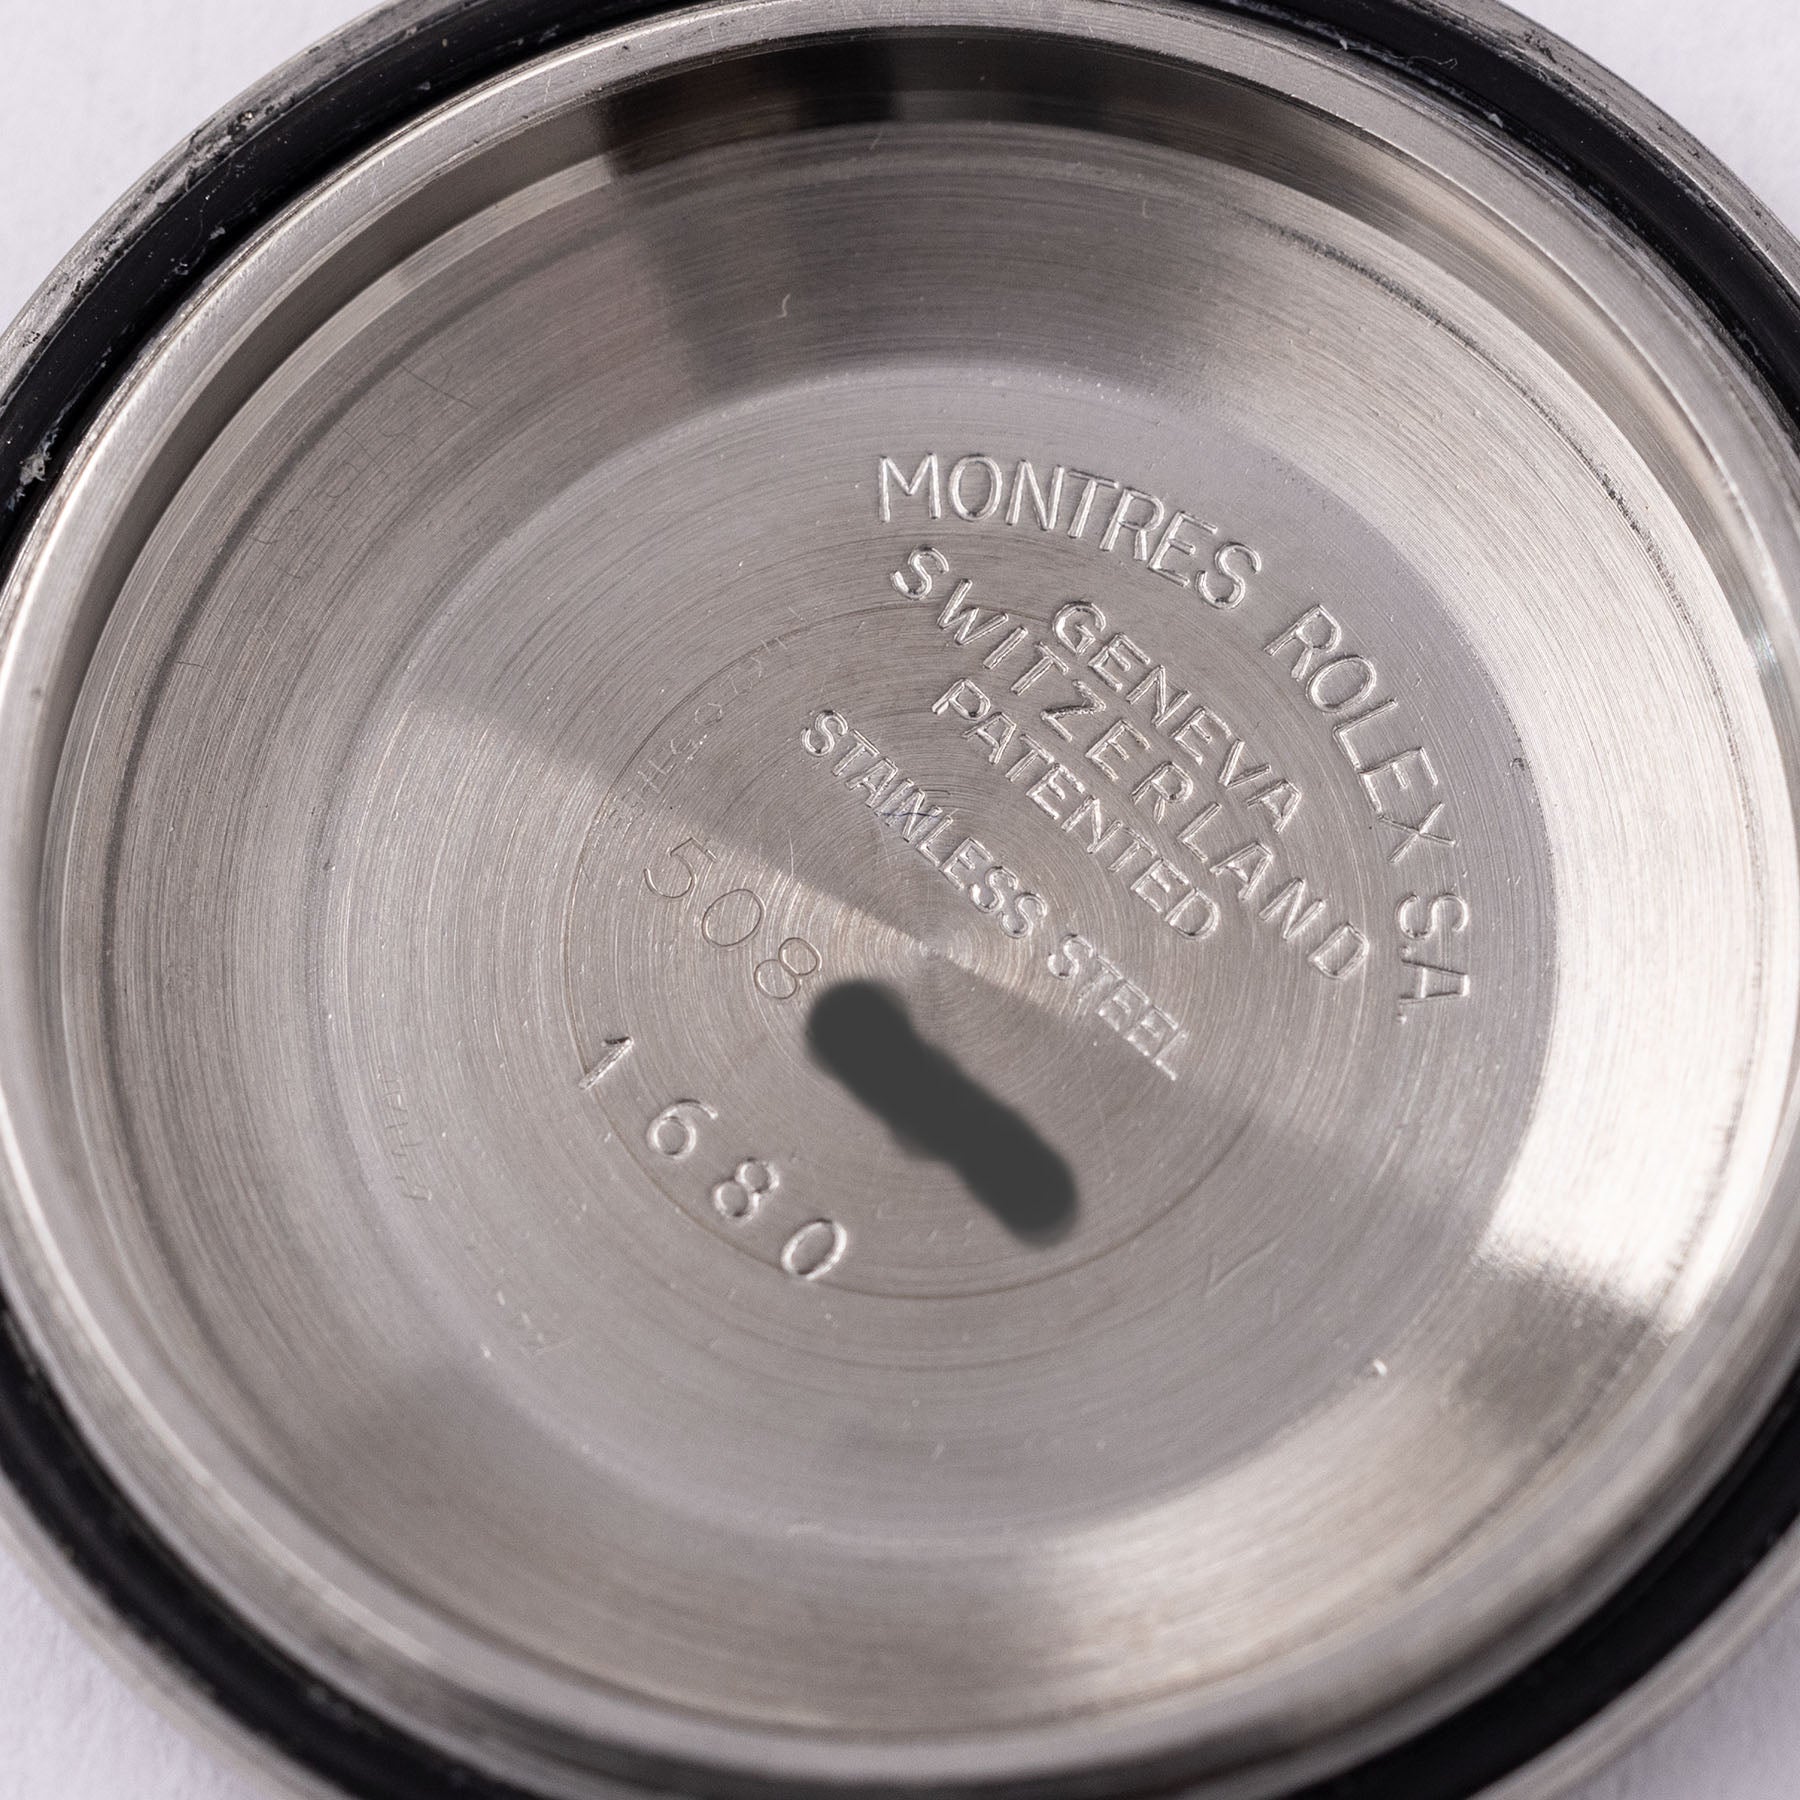 MONTRES ROLEX S.A.
GENEVA
SWITZERLAND
PATENTED
STAINLESS STEEL
508
1680